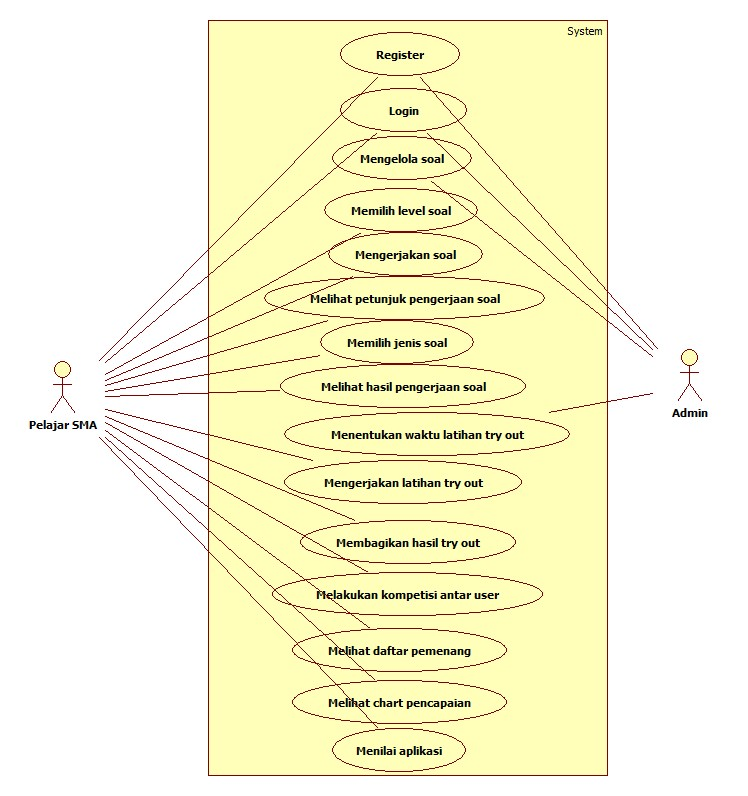 System
Register
Login
Mengelola soal
Memilih level soal
Mengerjakan soal
Melihat petunjuk pengerjaan soal
Memilih jenis soal
Melihat hasil pengerjaan soal
Pelajar SMA
Admin
Menentukan waktu latihan try out
Mengerjakan latihan try out
Membagikan hasil try out
Melakukan kompetisi antar user
Melihat daftar pemenang
Melihat chart pencapaian
Menilai aplikasi